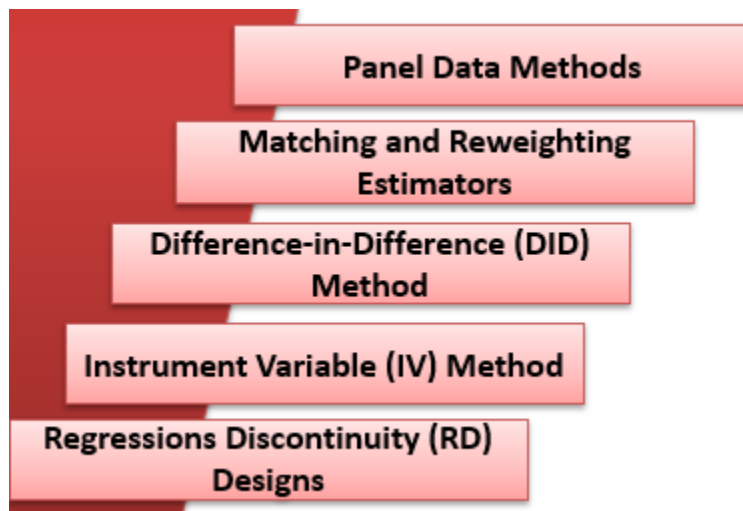 Panel Data Methods
Matching and Reweighting
Estimators
Difference-in-Difference (DID)
Method
Instrument Variable (IV) Method
Regressions Discontinuity (RD)
Designs